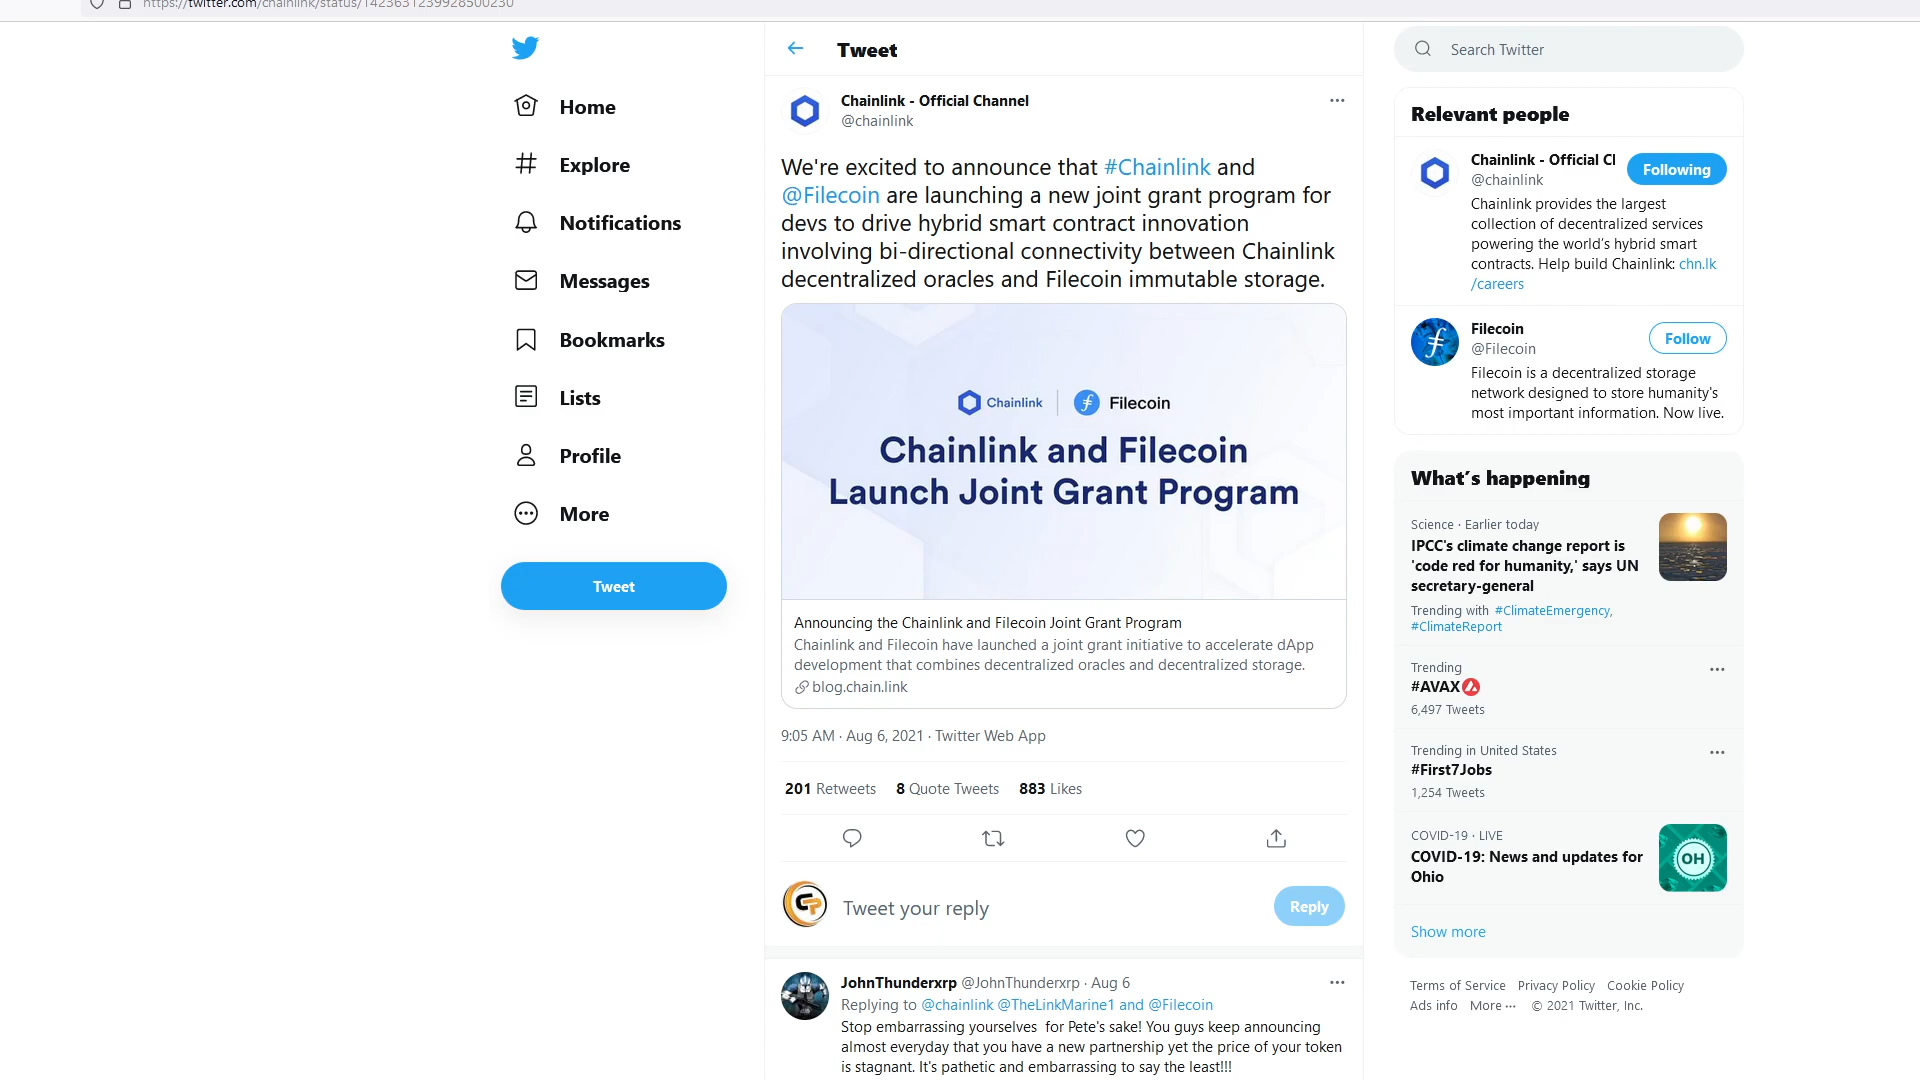 https://twitter.com/chainlink/status/1423631239928500230
Home
Explore
Notifications
Messages
Bookmarks
Lists
Profile
More
Tweet
Tweet
Chainlink - Official Channel
@chainlink
We're excited to announce that #Chainlink and
@Filecoin are launching a new joint grant program for
devs to drive hybrid smart contract innovation
involving bi-directional connectivity between Chainlink
decentralized oracles and Filecoin immutable storage.
Chainlink | Filecoin
Chainlink and Filecoin
Launch Joint Grant Program
Announcing the Chainlink and Filecoin Joint Grant Program
Chainlink and Filecoin have launched a joint grant initiative to accelerate dApp
development that combines decentralized oracles and decentralized storage.
blog.chain.link
9:05 AM · Aug 6, 2021 · Twitter Web App
201 Retweets 8 Quote Tweets 883 Likes
Tweet your reply
Reply
JohnThunderxrp @JohnThunderxrp · Aug 6
Replying to @chainlink @TheLinkMarine1 and @Filecoin
Stop embarrassing yourselves for Pete's sake! You guys keep announcing
almost everyday that you have a new partnership yet the price of your token
is stagnant. It's pathetic and embarrassing to say the least!!!
Search Twitter
Relevant people
Chainlink - Official Cl
Following
@chainlink
Chainlink provides the largest
collection of decentralized services
powering the world's hybrid smart
contracts. Help build Chainlink: chn.lk
/careers
Filecoin
Follow
@Filecoin
Filecoin is a decentralized storage
network designed to store humanity's
most important information. Now live.
What's happening
Science · Earlier today
IPCC's climate change report is
'code red for humanity,' says UN
secretary-general
Trending with #ClimateEmergency,
#ClimateReport
Trending
#AVAX
6,497 Tweets
Trending in United States
#First7Jobs
1,254 Tweets
COVID-19 · LIVE
COVID-19: News and updates for
Ohio
OH
Show more
Terms of Service Privacy Policy Cookie Policy
Ads info More ··· © 2021 Twitter, Inc.